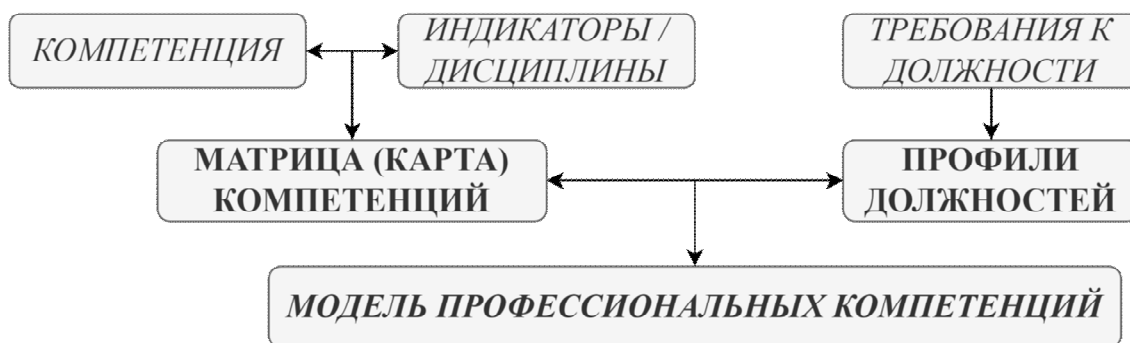 КОМПЕТЕНЦИЯ
ИНДИКАТОРЫ /
ДИСЦИПЛИНЫ
ТРЕБОВАНИЯ К
ДОЛЖНОСТИ
МАТРИЦА (КАРТА)
КОМПЕТЕНЦИЙ
ПРОФИЛИ
ДОЛЖНОСТЕЙ
МОДЕЛЬ ПРОФЕССИОНАЛЬНЫХ КОМПЕТЕНЦИЙ